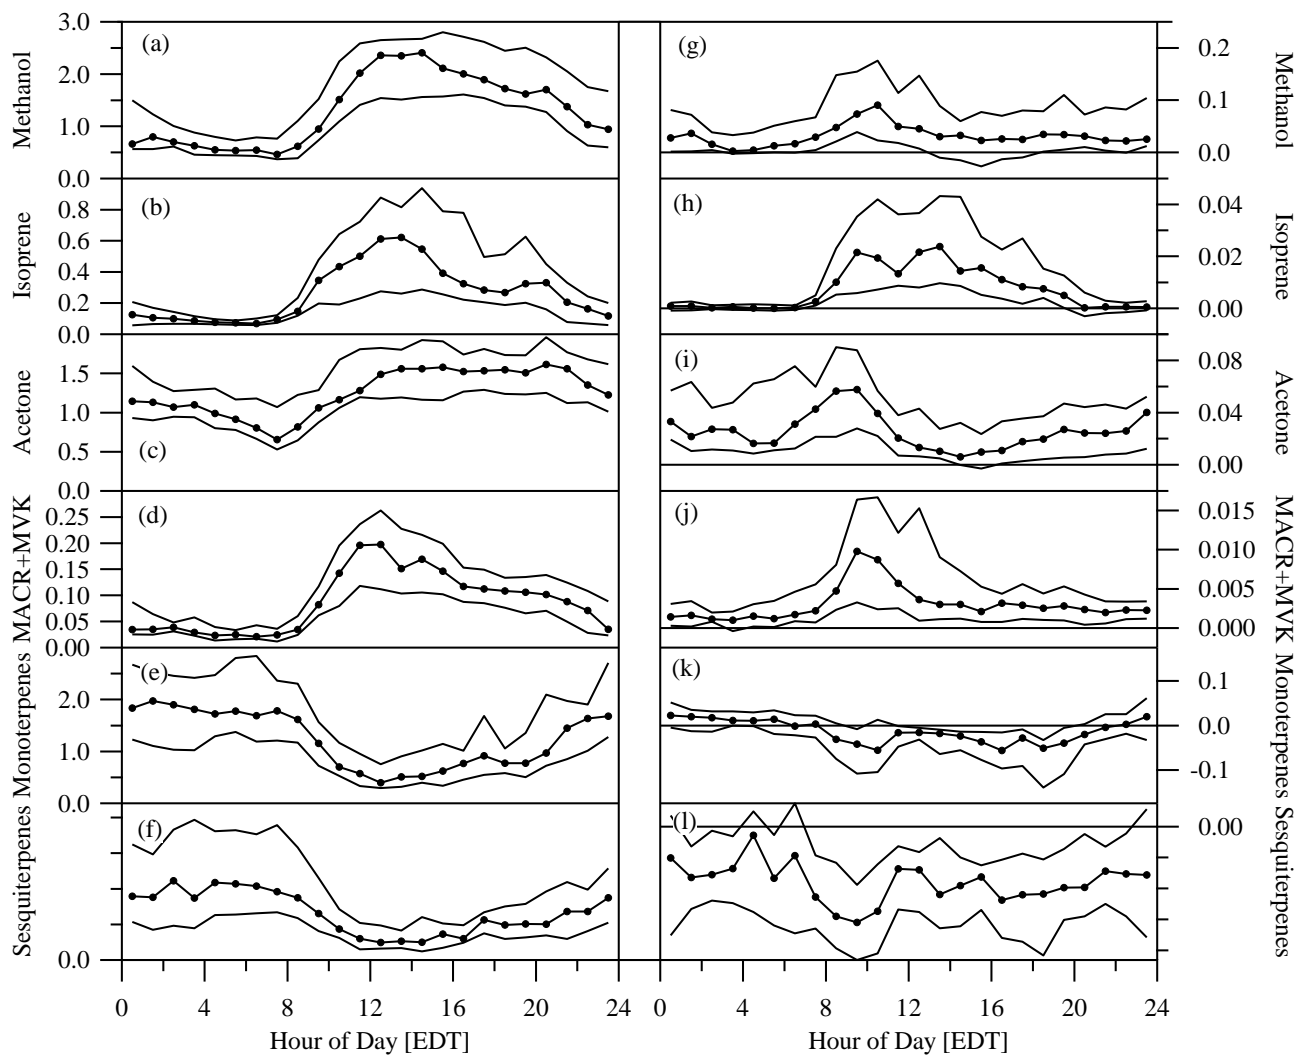 Methanol
3.0
2.0
1.0
0.0
(a)
(g)
0.2
0.1
0.0
Methanol
Isoprene
0.8
0.6
0.4
0.2
0.0
(b)
(h)
0.04
0.02
0.00
Isoprene
Acetone
1.5
1.0
0.5
0.0
(c)
(i)
0.08
0.04
0.00
Acetone
MACR+MVK
0.25
0.20
0.15
0.10
0.05
0.00
(d)
(j)
0.015
0.010
0.005
0.000
MACR+MVK
Monoterpenes
2.0
1.0
0.0
(e)
(k)
0.1
0.0
-0.1
Monoterpenes
Sesquiterpenes
0.0
(f)
(l)
0.00
Sesquiterpenes
0 4 8 12 16 20 24
0 4 8 12 16 20 24
Hour of Day [EDT]
Hour of Day [EDT]